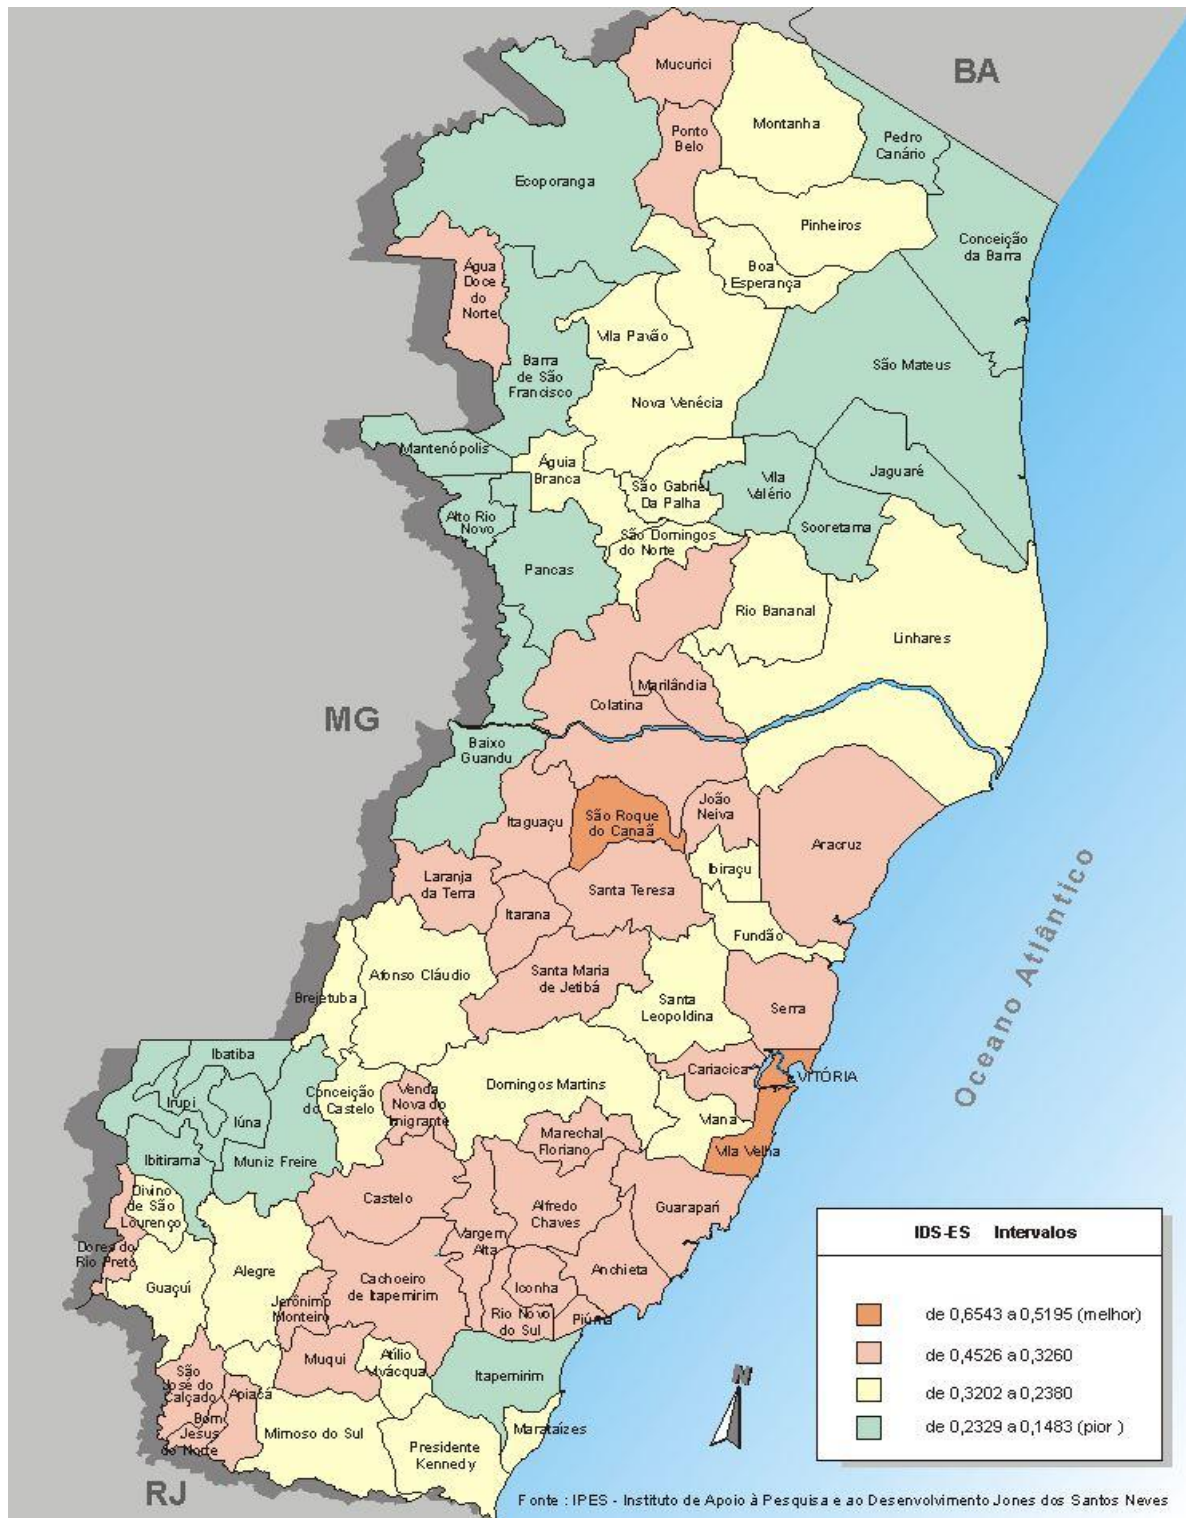 Mucurici
BA
Montanha
Ponto
Belo
Pedro
Canário
Ecoporanga
Pinheiros
Conceição
da Barra
Água
Doce
do
Norte
Boa
Esperança
Vila Pavão
Barra
de São
Francisco
São Mateus
Nova Venécia
Mantenópolis
Águia
Branca
São Gabriel
Da Palha
Vila
Valério
Jaguaré
Alto Rio
Novo
Sooretama
São Domingos
do Norte
Pancas
Rio Bananal
Linhares
Marilândia
Colatina
MG
Baixo
Guandu
Itaguaçu
São Roque
do Canaã
João
Neiva
Aracruz
Ibiraçu
Laranja
da Terra
Santa Teresa
Itarana
Fundão
Afonso Cláudio
Santa Maria
de Jetibá
Brejetuba
Santa
Leopoldina
Serra
Oceano Atlântico
Ibatiba
Cariacica
VITÓRIA
Irupi
Iúna
Conceição
do Castelo
Venda
Nova do
Imigrante
Domingos Martins
Viana
Marechal
Floriano
Vila Velha
Ibitirama
Muniz Freire
Divino
de São
Lourenço
Castelo
Alfredo
Chaves
Guarapari
Vargem
Alta
Dores do
Rio Preto
Guaçuí
Alegre
Cachoeiro
de Itapemirim
Iconha
Anchieta
Jerônimo
Monteiro
Rio Novo
do Sul
Piúma
Muqui
Atílio
Vivácqua
Itapemirim
São
José do
Calçado
Apiacá
Bom
Jesus
do Norte
Mimoso do Sul
Presidente
Kennedy
Marataízes
RJ
N
IDS-ES Intervalos
de 0,6543 a 0,5195 (melhor)
de 0,4526 a 0,3260
de 0,3202 a 0,2380
de 0,2329 a 0,1483 (pior )
Fonte : IPES - Instituto de Apoio à Pesquisa e ao Desenvolvimento Jones dos Santos Neves